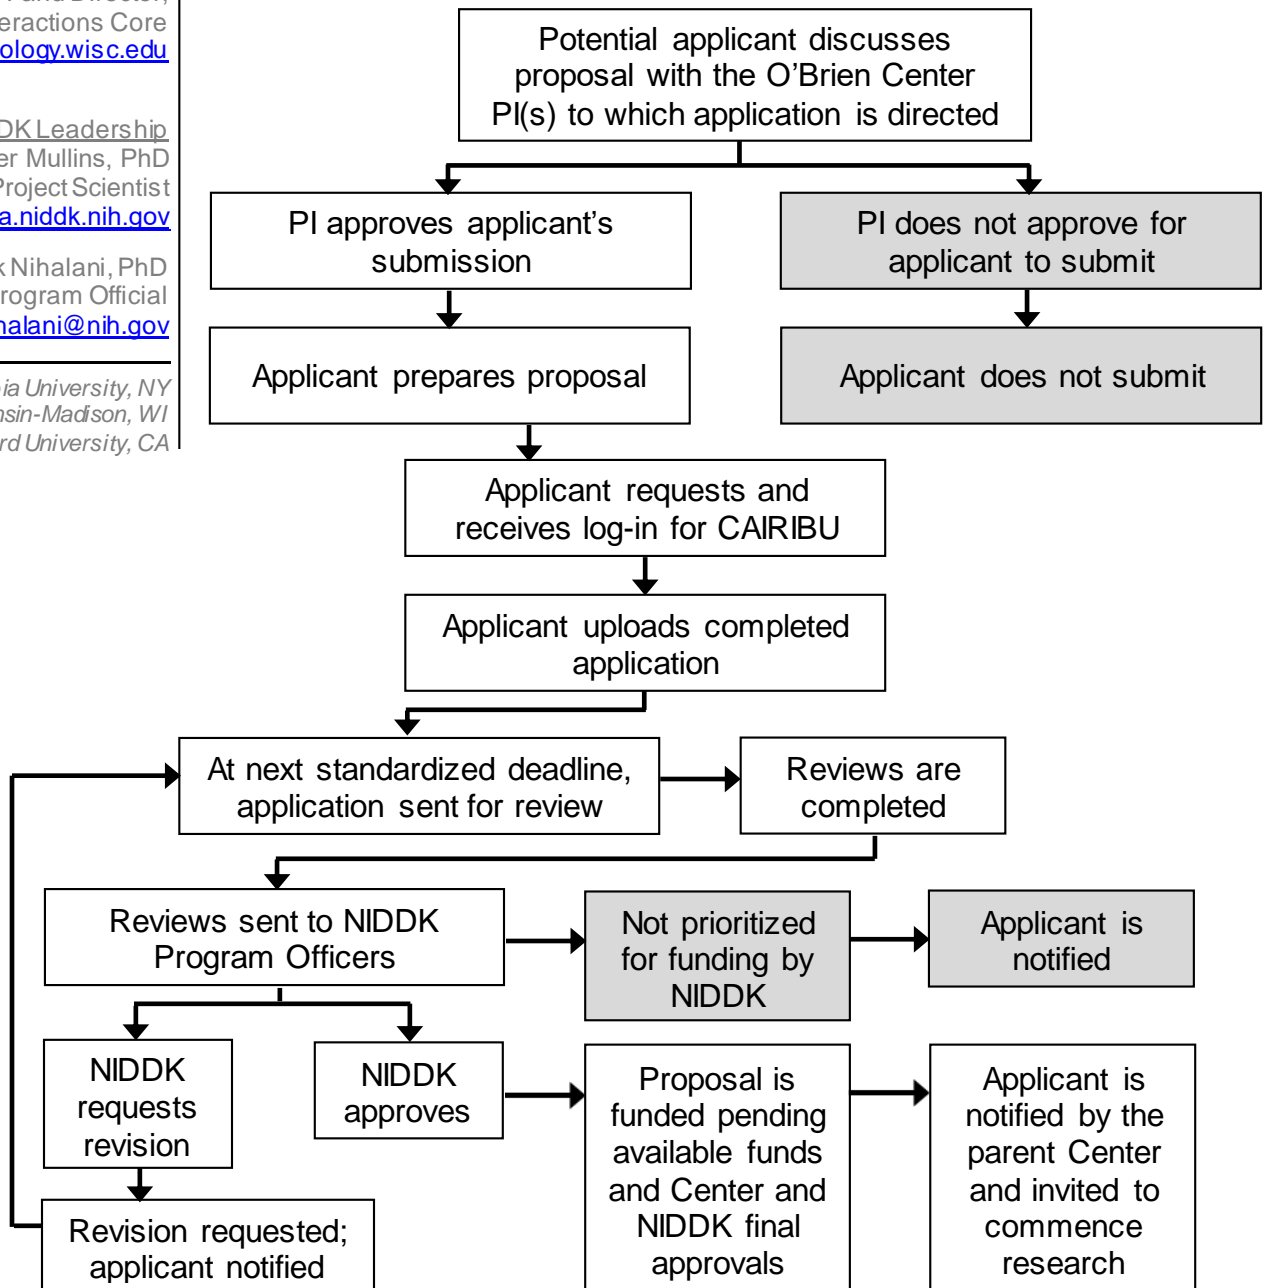 and Director,
eractions Core
ology.wisc.edu
DK Leadership
er Mullins, PhD
Project Scientist
a.niddk.nih.gov
k Nihalani, PhD
rogram Official
halani@nih.gov
ia University, NY
nsin-Madison, WI
rd University, CA
Potential applicant discusses
proposal with the O'Brien Center
PI(s) to which application is directed
PI approves applicant's
submission
PI does not approve for
applicant to submit
Applicant prepares proposal
Applicant does not submit
Applicant requests and
receives log-in for CAIRIBU
Applicant uploads completed
application
At next standardized deadline,
application sent for review
Reviews are
completed
Reviews sent to NIDDK
Program Officers
Not prioritized
for funding by
NIDDK
Applicant is
notified
NIDDK
requests
revision
NIDDK
approves
Proposal is
funded pending
available funds
and Center and
NIDDK final
approvals
Applicant is
notified by the
parent Center
and invited to
commence
research
Revision requested;
applicant notified